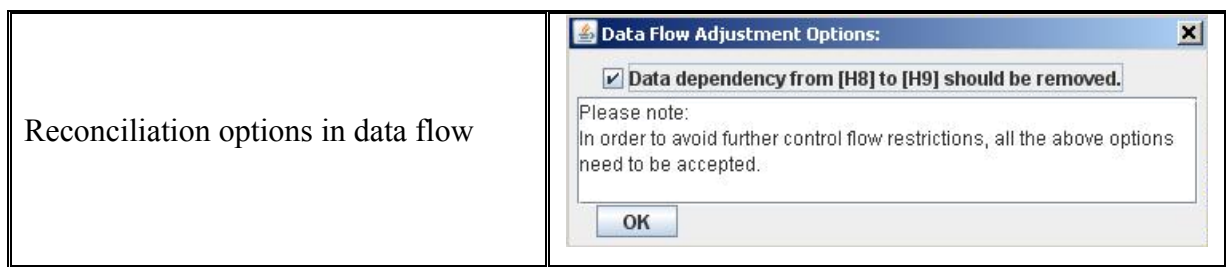 Reconciliation options in data flow
Data Flow Adjustment Options:
Data dependency from [H8] to [H9] should be removed.
Please note:
In order to avoid further control flow restrictions, all the above options
need to be accepted.
OK